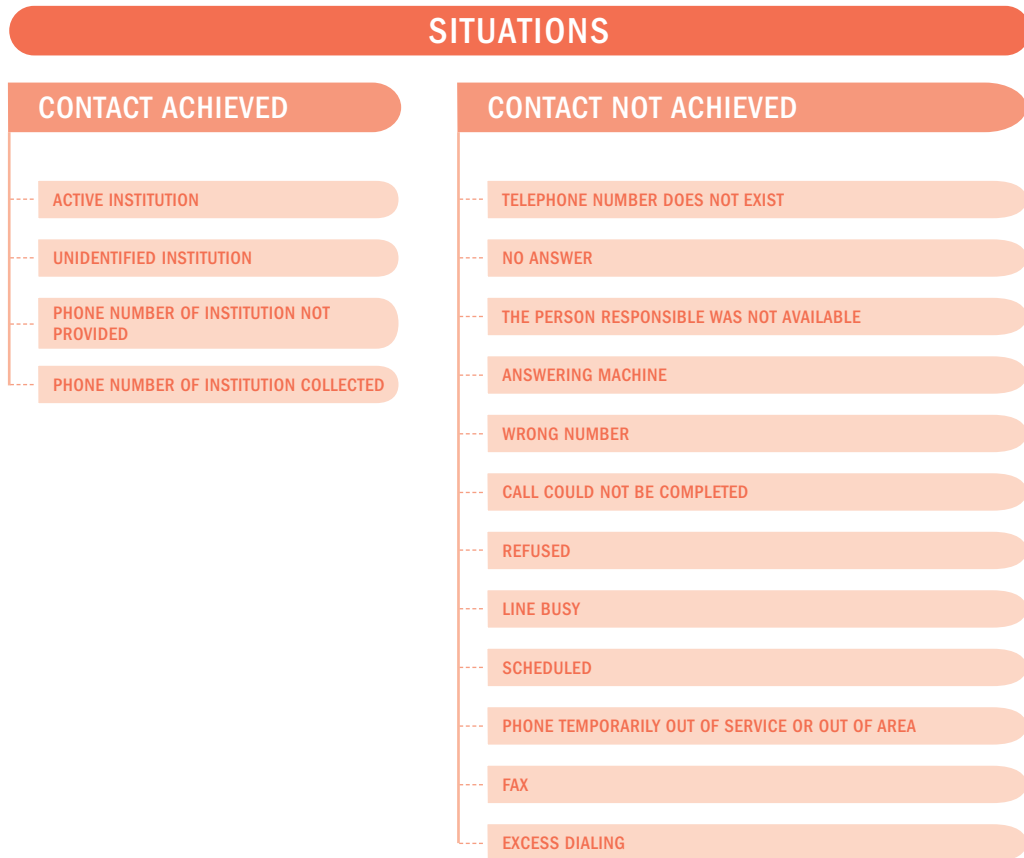 SITUATIONS
CONTACT ACHIEVED
ACTIVE INSTITUTION
UNIDENTIFIED INSTITUTION
PHONE NUMBER OF INSTITUTION NOT
PROVIDED
PHONE NUMBER OF INSTITUTION COLLECTED
CONTACT NOT ACHIEVED
TELEPHONE NUMBER DOES NOT EXIST
NO ANSWER
THE PERSON RESPONSIBLE WAS NOT AVAILABLE
ANSWERING MACHINE
WRONG NUMBER
CALL COULD NOT BE COMPLETED
REFUSED
LINE BUSY
SCHEDULED
PHONE TEMPORARILY OUT OF SERVICE OR OUT OF AREA
FAX
EXCESS DIALING